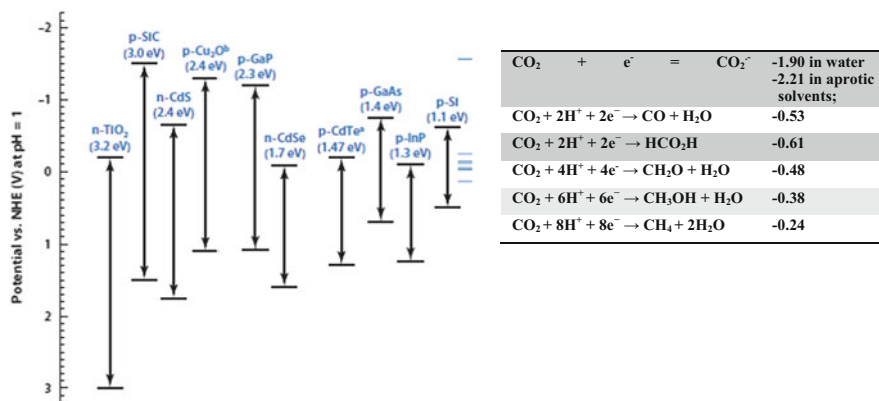 Potential vs. NHE (V) at pH = 1
–2
–1
0
1
2
3
n-TiO₂
(3.2 eV)
p-SiC
(3.0 eV)
n-CdS
(2.4 eV)
p-Cu₂Oᵇ
(2.4 eV)
p-GaP
(2.3 eV)
n-CdSe
(1.7 eV)
p-CdTeᵃ
(1.47 eV)
p-GaAs
(1.4 eV)
p-InP
(1.3 eV)
p-Si
(1.1 eV)
CO₂ + e⁻ = CO₂·⁻ -1.90 in water
-2.21 in aprotic
solvents;
CO₂ + 2H⁺ + 2e⁻ → CO + H₂O -0.53
CO₂ + 2H⁺ + 2e⁻ → HCO₂H -0.61
CO₂ + 4H⁺ + 4e⁻ → CH₂O + H₂O -0.48
CO₂ + 6H⁺ + 6e⁻ → CH₃OH + H₂O -0.38
CO₂ + 8H⁺ + 8e⁻ → CH₄ + 2H₂O -0.24